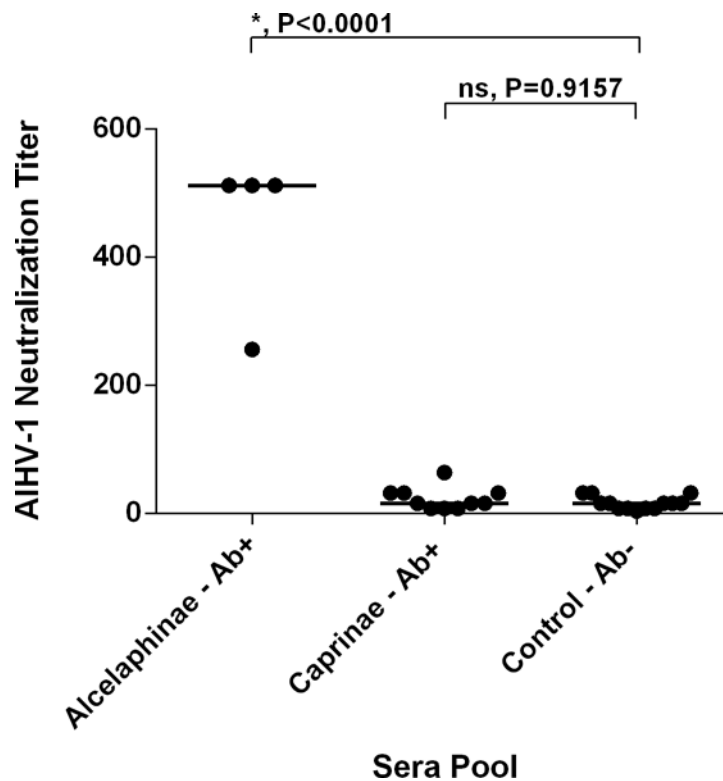 *, P<0.0001
ns, P=0.9157
600
400
200
0
AlHV-1 Neutralization Titer
Alcelaphinae - Ab+
Caprinae - Ab+
Control - Ab-
Sera Pool